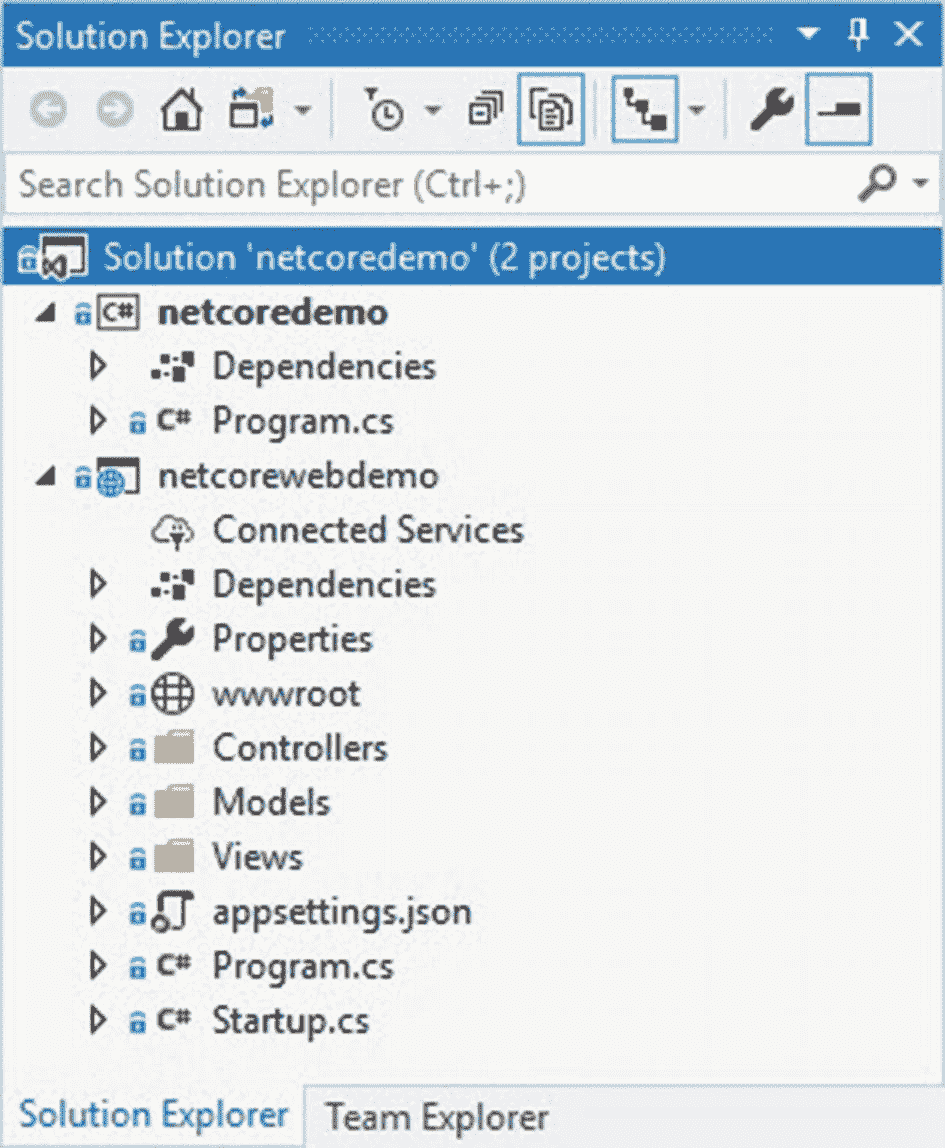 Solution Explorer
Search Solution Explorer (Ctrl+;)
Solution 'netcoredemo' (2 projects)
C# netcoredemo
Dependencies
C# Program.cs
netcorewebdemo
Connected Services
Dependencies
Properties
wwwroot
Controllers
Models
Views
appsettings.json
C# Program.cs
C# Startup.cs
Solution Explorer Team Explorer